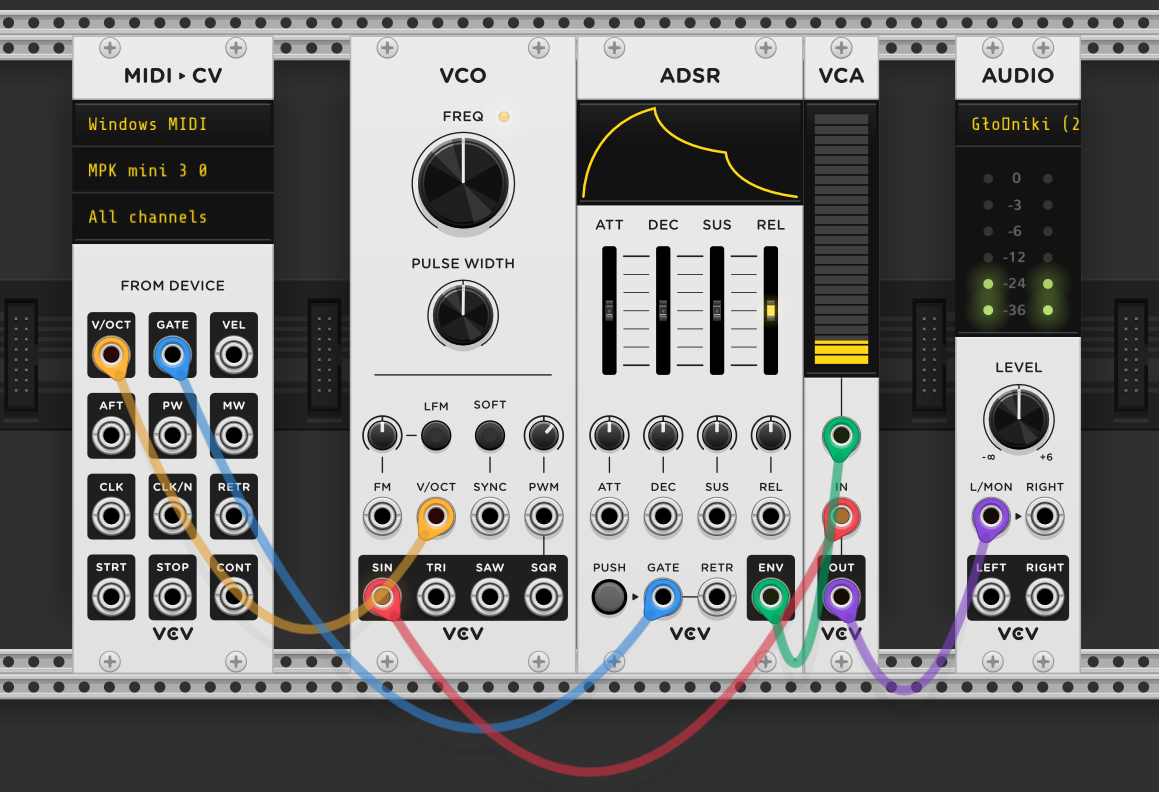 MIDI ▸ CV
Windows MIDI
MPK mini 3 0
All channels
FROM DEVICE
V/OCT GATE VEL
AFT PW MW
CLK CLK/N RETR
STRT STOP CONT
VCV
VCO
FREQ
PULSE WIDTH
LFM SOFT
FM V/OCT SYNC PWM
SIN TRI SAW SQR
VCV
ADSR
ATT DEC SUS REL
ATT DEC SUS REL
PUSH GATE RETR ENV
VCV
VCA
IN
OUT
VCV
AUDIO
Gło▯niki (2
0
-3
-6
-12
-24
-36
LEVEL
-∞ +6
L/MON ▸ RIGHT
LEFT RIGHT
VCV